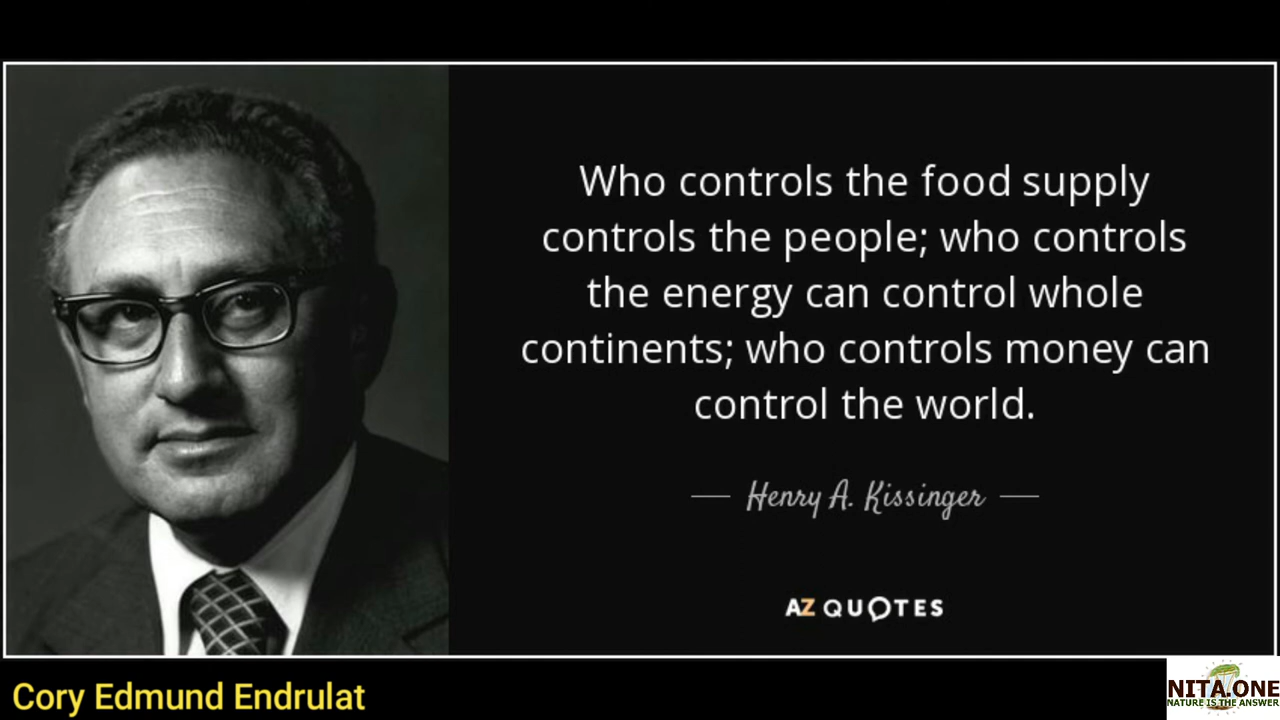 Who controls the food supply
controls the people; who controls
the energy can control whole
continents; who controls money can
control the world.
Henry A. Kissinger
AZ QUOTES
Cory Edmund Endrulat
NITA.ONE
NATURE IS THE ANSWER